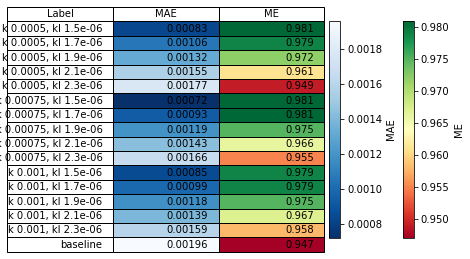 Label MAE ME
k 0.0005, kl 1.5e-06 0.00083 0.981
k 0.0005, kl 1.7e-06 0.00106 0.979
k 0.0005, kl 1.9e-06 0.00132 0.972
k 0.0005, kl 2.1e-06 0.00155 0.961
k 0.0005, kl 2.3e-06 0.00177 0.949
0.00075, kl 1.5e-06 0.00072 0.981
0.00075, kl 1.7e-06 0.00093 0.981
0.00075, kl 1.9e-06 0.00119 0.975
0.00075, kl 2.1e-06 0.00143 0.966
0.00075, kl 2.3e-06 0.00166 0.955
k 0.001, kl 1.5e-06 0.00085 0.979
k 0.001, kl 1.7e-06 0.00099 0.979
k 0.001, kl 1.9e-06 0.00118 0.975
k 0.001, kl 2.1e-06 0.00139 0.967
k 0.001, kl 2.3e-06 0.00159 0.958
baseline 0.00196 0.947
0.0018
0.0016
0.0014
0.0012
0.0010
0.0008
MAE
0.980
0.975
0.970
0.965
0.960
0.955
0.950
ME